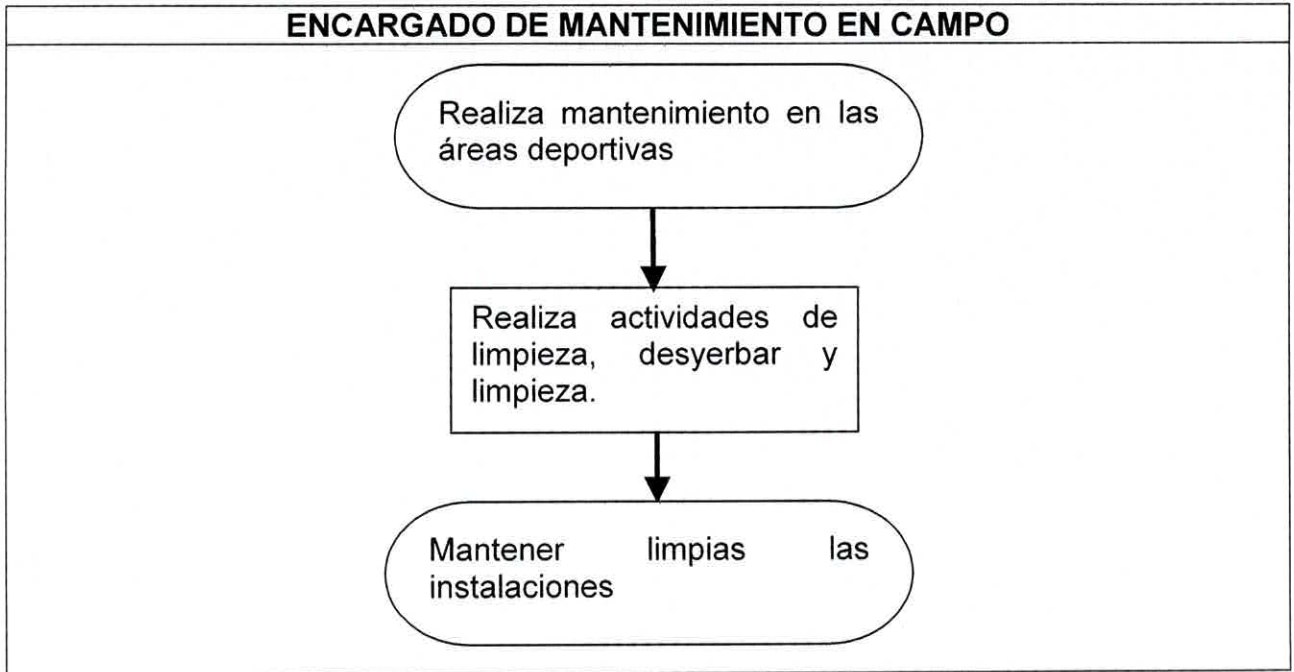 ENCARGADO DE MANTENIMIENTO EN CAMPO
Realiza mantenimiento en las
áreas deportivas
Realiza actividades de
limpieza, desyerbar y
limpieza.
Mantener limpias las
instalaciones